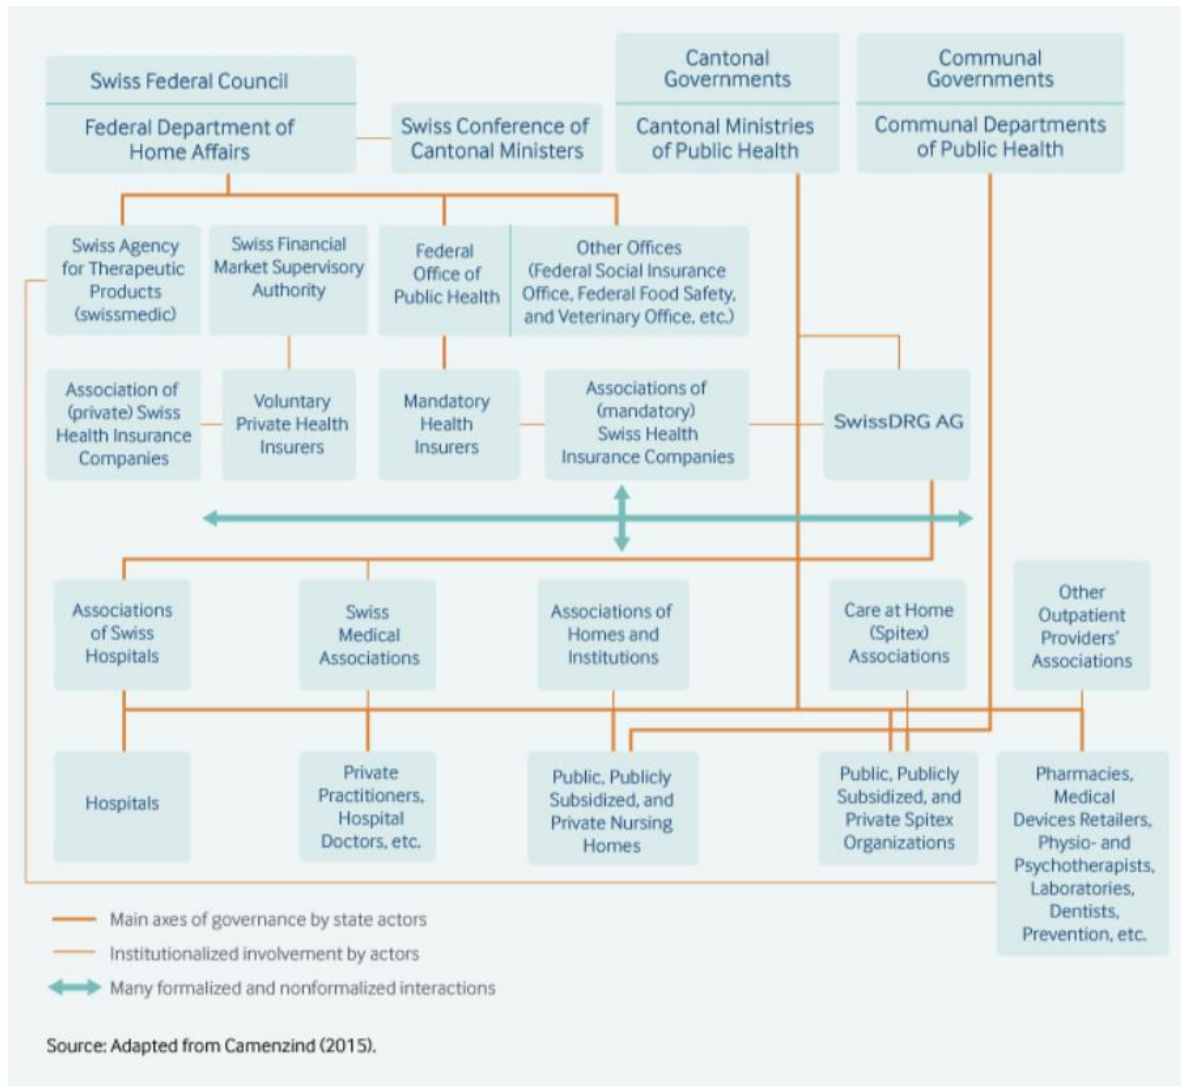 Swiss Federal Council
Federal Department of
Home Affairs
Swiss Conference of
Cantonal Ministers
Cantonal
Governments
Cantonal Ministries
of Public Health
Communal
Governments
Communal Departments
of Public Health
Swiss Agency
for Therapeutic
Products
(swissmedic)
Swiss Financial
Market Supervisory
Authority
Federal
Office of
Public Health
Other Offices
(Federal Social Insurance
Office, Federal Food Safety,
and Veterinary Office, etc.)
Association of
(private) Swiss
Health Insurance
Companies
Voluntary
Private Health
Insurers
Mandatory
Health
Insurers
Associations of
(mandatory)
Swiss Health
Insurance Companies
SwissDRG AG
Associations
of Swiss
Hospitals
Swiss
Medical
Associations
Associations of
Homes and
Institutions
Care at Home
(Spitex)
Associations
Other
Outpatient
Providers'
Associations
Hospitals
Private
Practitioners,
Hospital
Doctors, etc.
Public, Publicly
Subsidized, and
Private Nursing
Homes
Public, Publicly
Subsidized, and
Private Spitex
Organizations
Pharmacies,
Medical
Devices Retailers,
Physio- and
Psychotherapists,
Laboratories,
Dentists,
Prevention, etc.
Main axes of governance by state actors
Institutionalized involvement by actors
Many formalized and nonformalized interactions
Source: Adapted from Camenzind (2015).